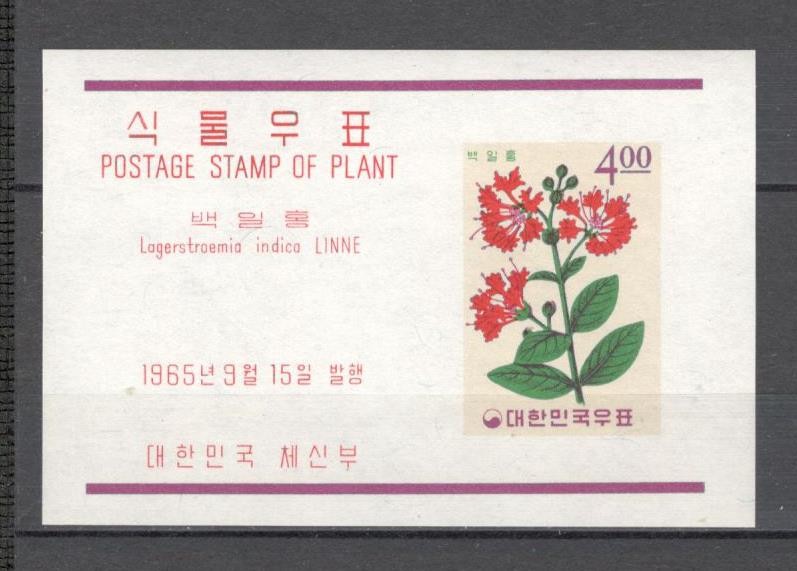 식물우표
POSTAGE STAMP OF PLANT
백일홍
Lagerstroemia indica LINNE
1965년 9월 15일 발행
대한민국 체신부
백일홍
4.00
대한민국우표